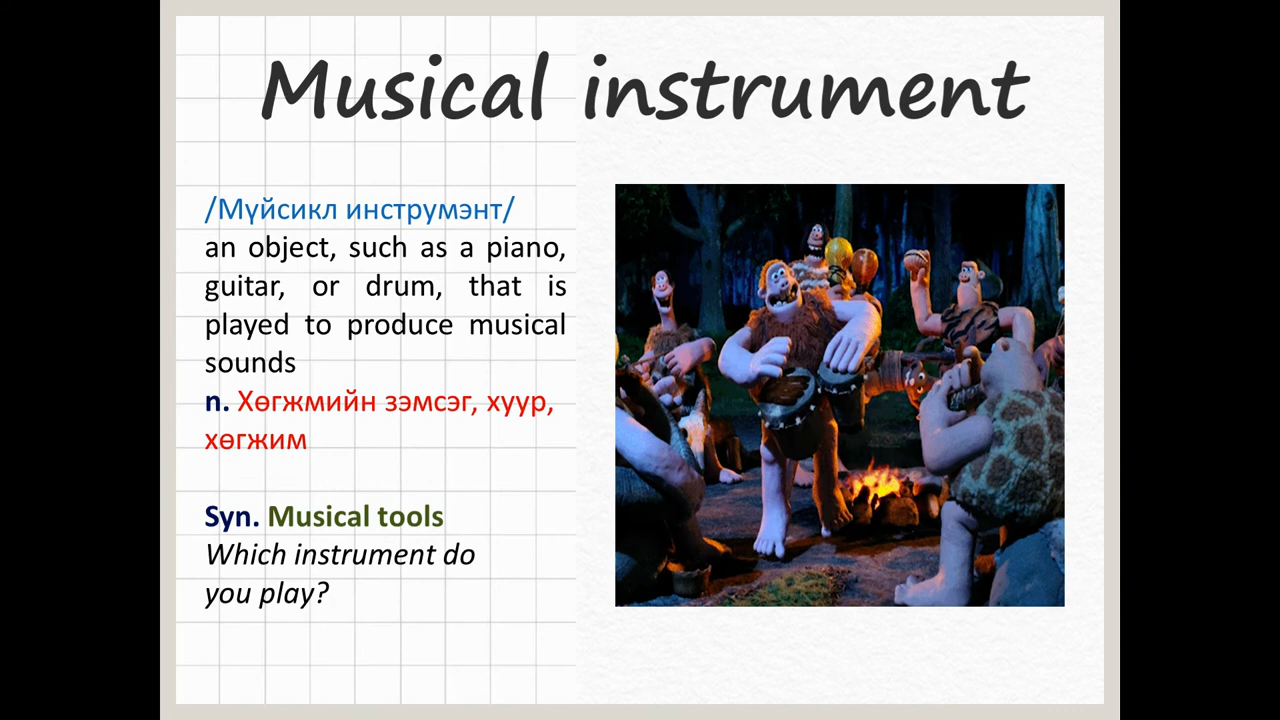 Musical instrument
/Мүйсикл инструмэнт/
an object, such as a piano,
guitar, or drum, that is
played to produce musical
sounds
n. Хөгжмийн зэмсэг, хуур,
хөгжим
Syn. Musical tools
Which instrument do
you play?